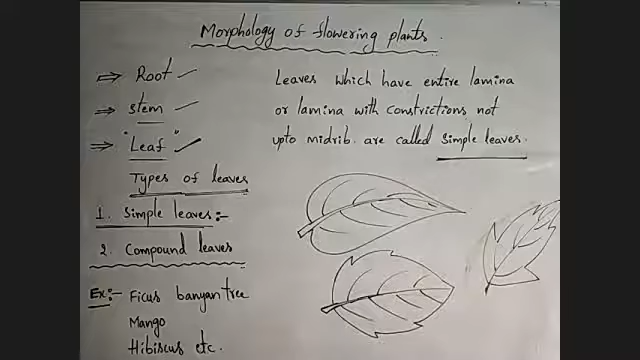 Morphology of flowering plants.
⇒ Root
⇒ stem
⇒ "Leaf"
Types of leaves
1. Simple leaves:-
2. Compound leaves
Ex:- Ficus banyan tree
Mango
Hibiscus etc.
Leaves which have entire lamina
or lamina with constrictions not
upto midrib. are called simple leaves.